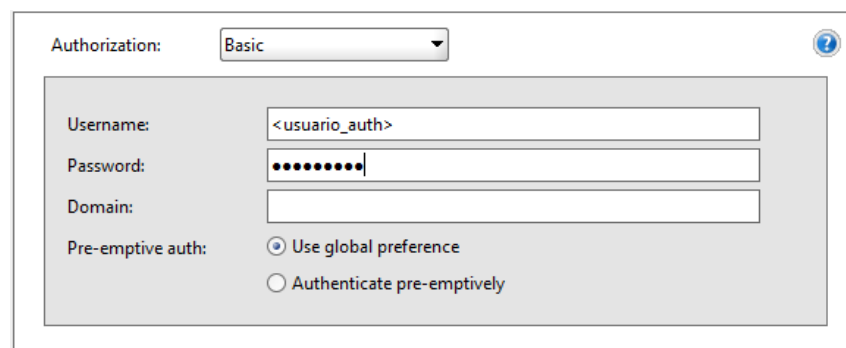 Authorization: Basic
Username: <usuario_auth>
Password: •••••••••
Domain:
Pre-emptive auth: Use global preference
Authenticate pre-emptively